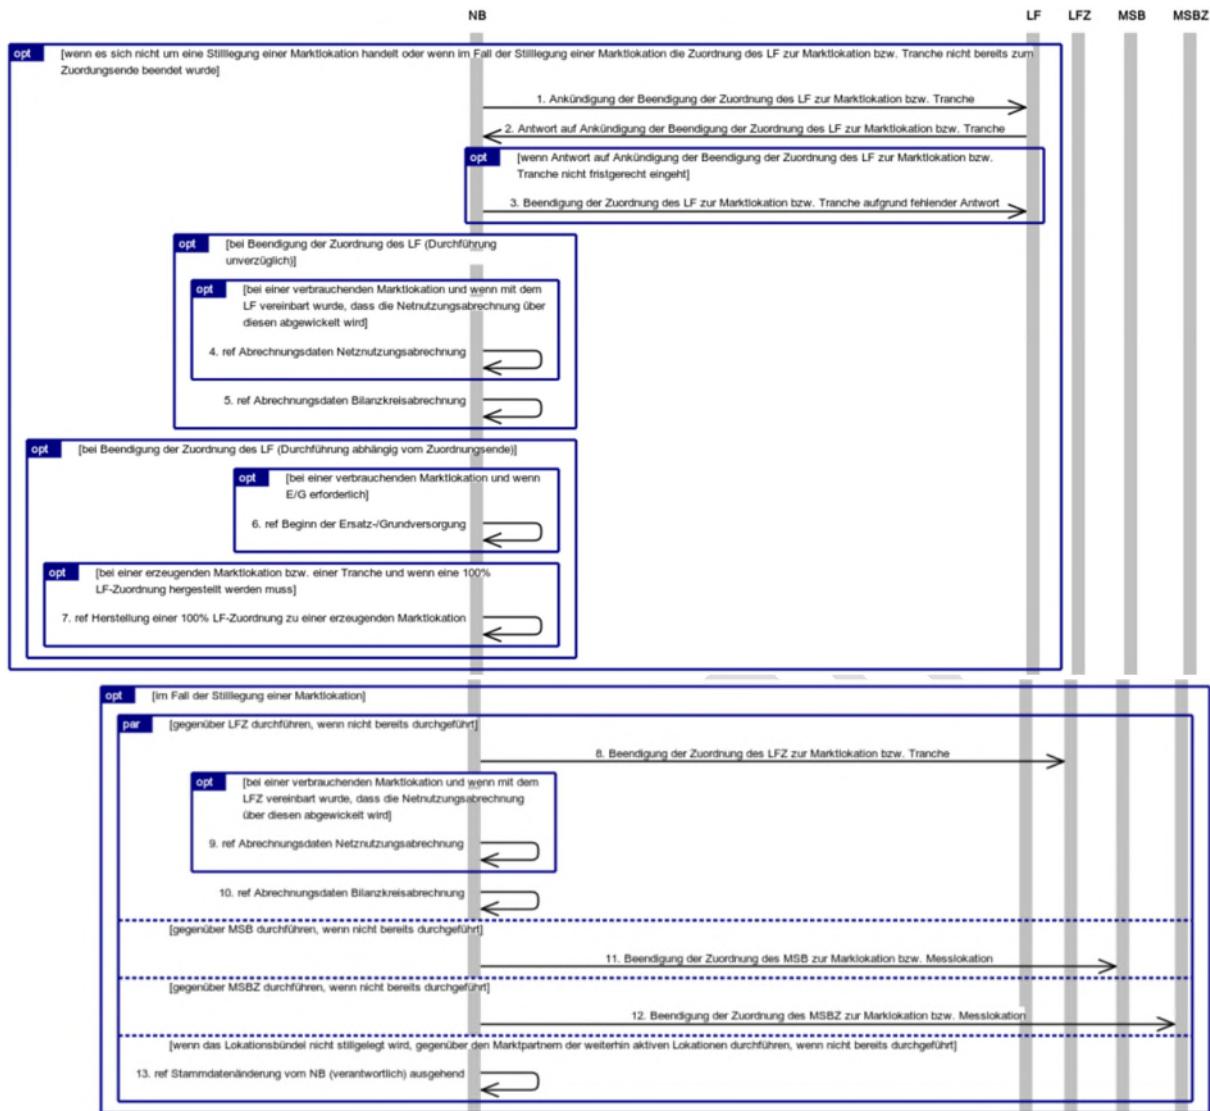 NB LF LFZ MSB MSBZ
opt [wenn es sich nicht um eine Stilllegung einer Marktlokation handelt oder wenn im Fall der Stilllegung einer Marktlokation die Zuordnung des LF zur Marktlokation bzw. Tranche nicht bereits zum
Zuordungsende beendet wurde]
1. Ankündigung der Beendigung der Zuordnung des LF zur Marktlokation bzw. Tranche
2. Antwort auf Ankündigung der Beendigung der Zuordnung des LF zur Marktlokation bzw. Tranche
opt [wenn Antwort auf Ankündigung der Beendigung der Zuordnung des LF zur Marktlokation bzw.
Tranche nicht fristgerecht eingeht]
3. Beendigung der Zuordnung des LF zur Marktlokation bzw. Tranche aufgrund fehlender Antwort
opt [bei Beendigung der Zuordnung des LF (Durchführung
unverzüglich)]
opt [bei einer verbrauchenden Marktlokation und wenn mit dem
LF vereinbart wurde, dass die Netnutzungsabrechnung über
diesen abgewickelt wird]
4. ref Abrechnungsdaten Netznutzungsabrechnung
5. ref Abrechnungsdaten Bilanzkreisabrechnung
opt [bei Beendigung der Zuordnung des LF (Durchführung abhängig vom Zuordnungsende)]
opt [bei einer verbrauchenden Marktlokation und wenn
E/G erforderlich]
6. ref Beginn der Ersatz-/Grundversorgung
opt [bei einer erzeugenden Marktlokation bzw. einer Tranche und wenn eine 100%
LF-Zuordnung hergestellt werden muss]
7. ref Herstellung einer 100% LF-Zuordnung zu einer erzeugenden Marktlokation
opt [im Fall der Stilllegung einer Marktlokation]
par [gegenüber LFZ durchführen, wenn nicht bereits durchgeführt]
8. Beendigung der Zuordnung des LFZ zur Marktlokation bzw. Tranche
opt [bei einer verbrauchenden Marktlokation und wenn mit dem
LFZ vereinbart wurde, dass die Netnutzungsabrechnung
über diesen abgewickelt wird]
9. ref Abrechnungsdaten Netznutzungsabrechnung
10. ref Abrechnungsdaten Bilanzkreisabrechnung
[gegenüber MSB durchführen, wenn nicht bereits durchgeführt]
11. Beendigung der Zuordnung des MSB zur Marklokation bzw. Messlokation
[gegenüber MSBZ durchführen, wenn nicht bereits durchgeführt]
12. Beendigung der Zuordnung des MSBZ zur Marklokation bzw. Messlokation
[wenn das Lokationsbündel nicht stillgelegt wird, gegenüber den Marktpartnern der weiterhin aktiven Lokationen durchführen, wenn nicht bereits durchgeführt]
13. ref Stammdatenänderung vom NB (verantwortlich) ausgehend